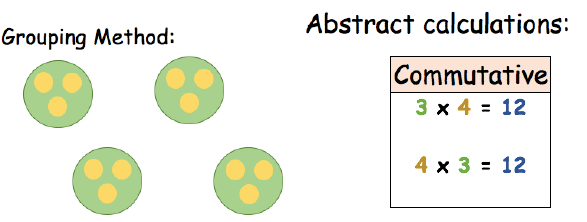 Grouping Method:
Abstract calculations:
Commutative
3 x 4 = 12
4 x 3 = 12